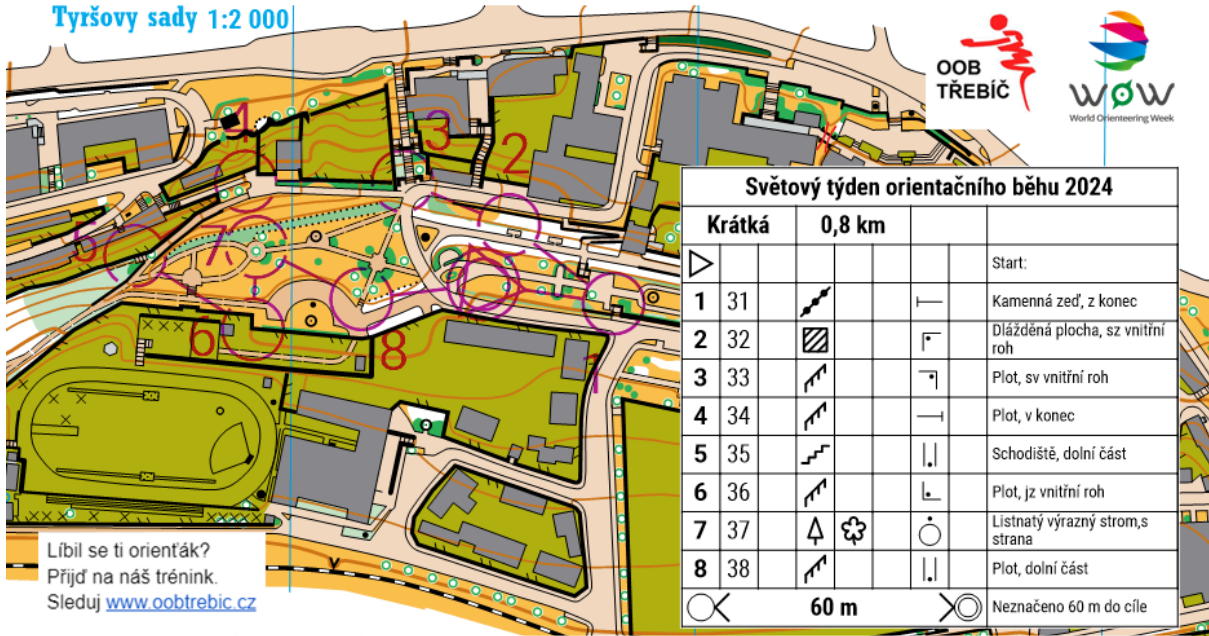 Tyršovy sady 1:2 000
OOB
TŘEBÍČ
WOW
World Orienteering Week
4
3
2
5
7
6
8
1
Světový týden orientačního běhu 2024
Krátká 0,8 km
Start:
1 31 Kamenná zeď, z konec
2 32 Dlážděná plocha, sz vnitřní
roh
3 33 Plot, sv vnitřní roh
4 34 Plot, v konec
5 35 Schodiště, dolní část
6 36 Plot, jz vnitřní roh
7 37 Listnatý výrazný strom,s
strana
8 38 Plot, dolní část
60 m Neznačeno 60 m do cíle
Líbil se ti orienťák?
Přijď na náš trénink.
Sleduj www.oobtrebic.cz